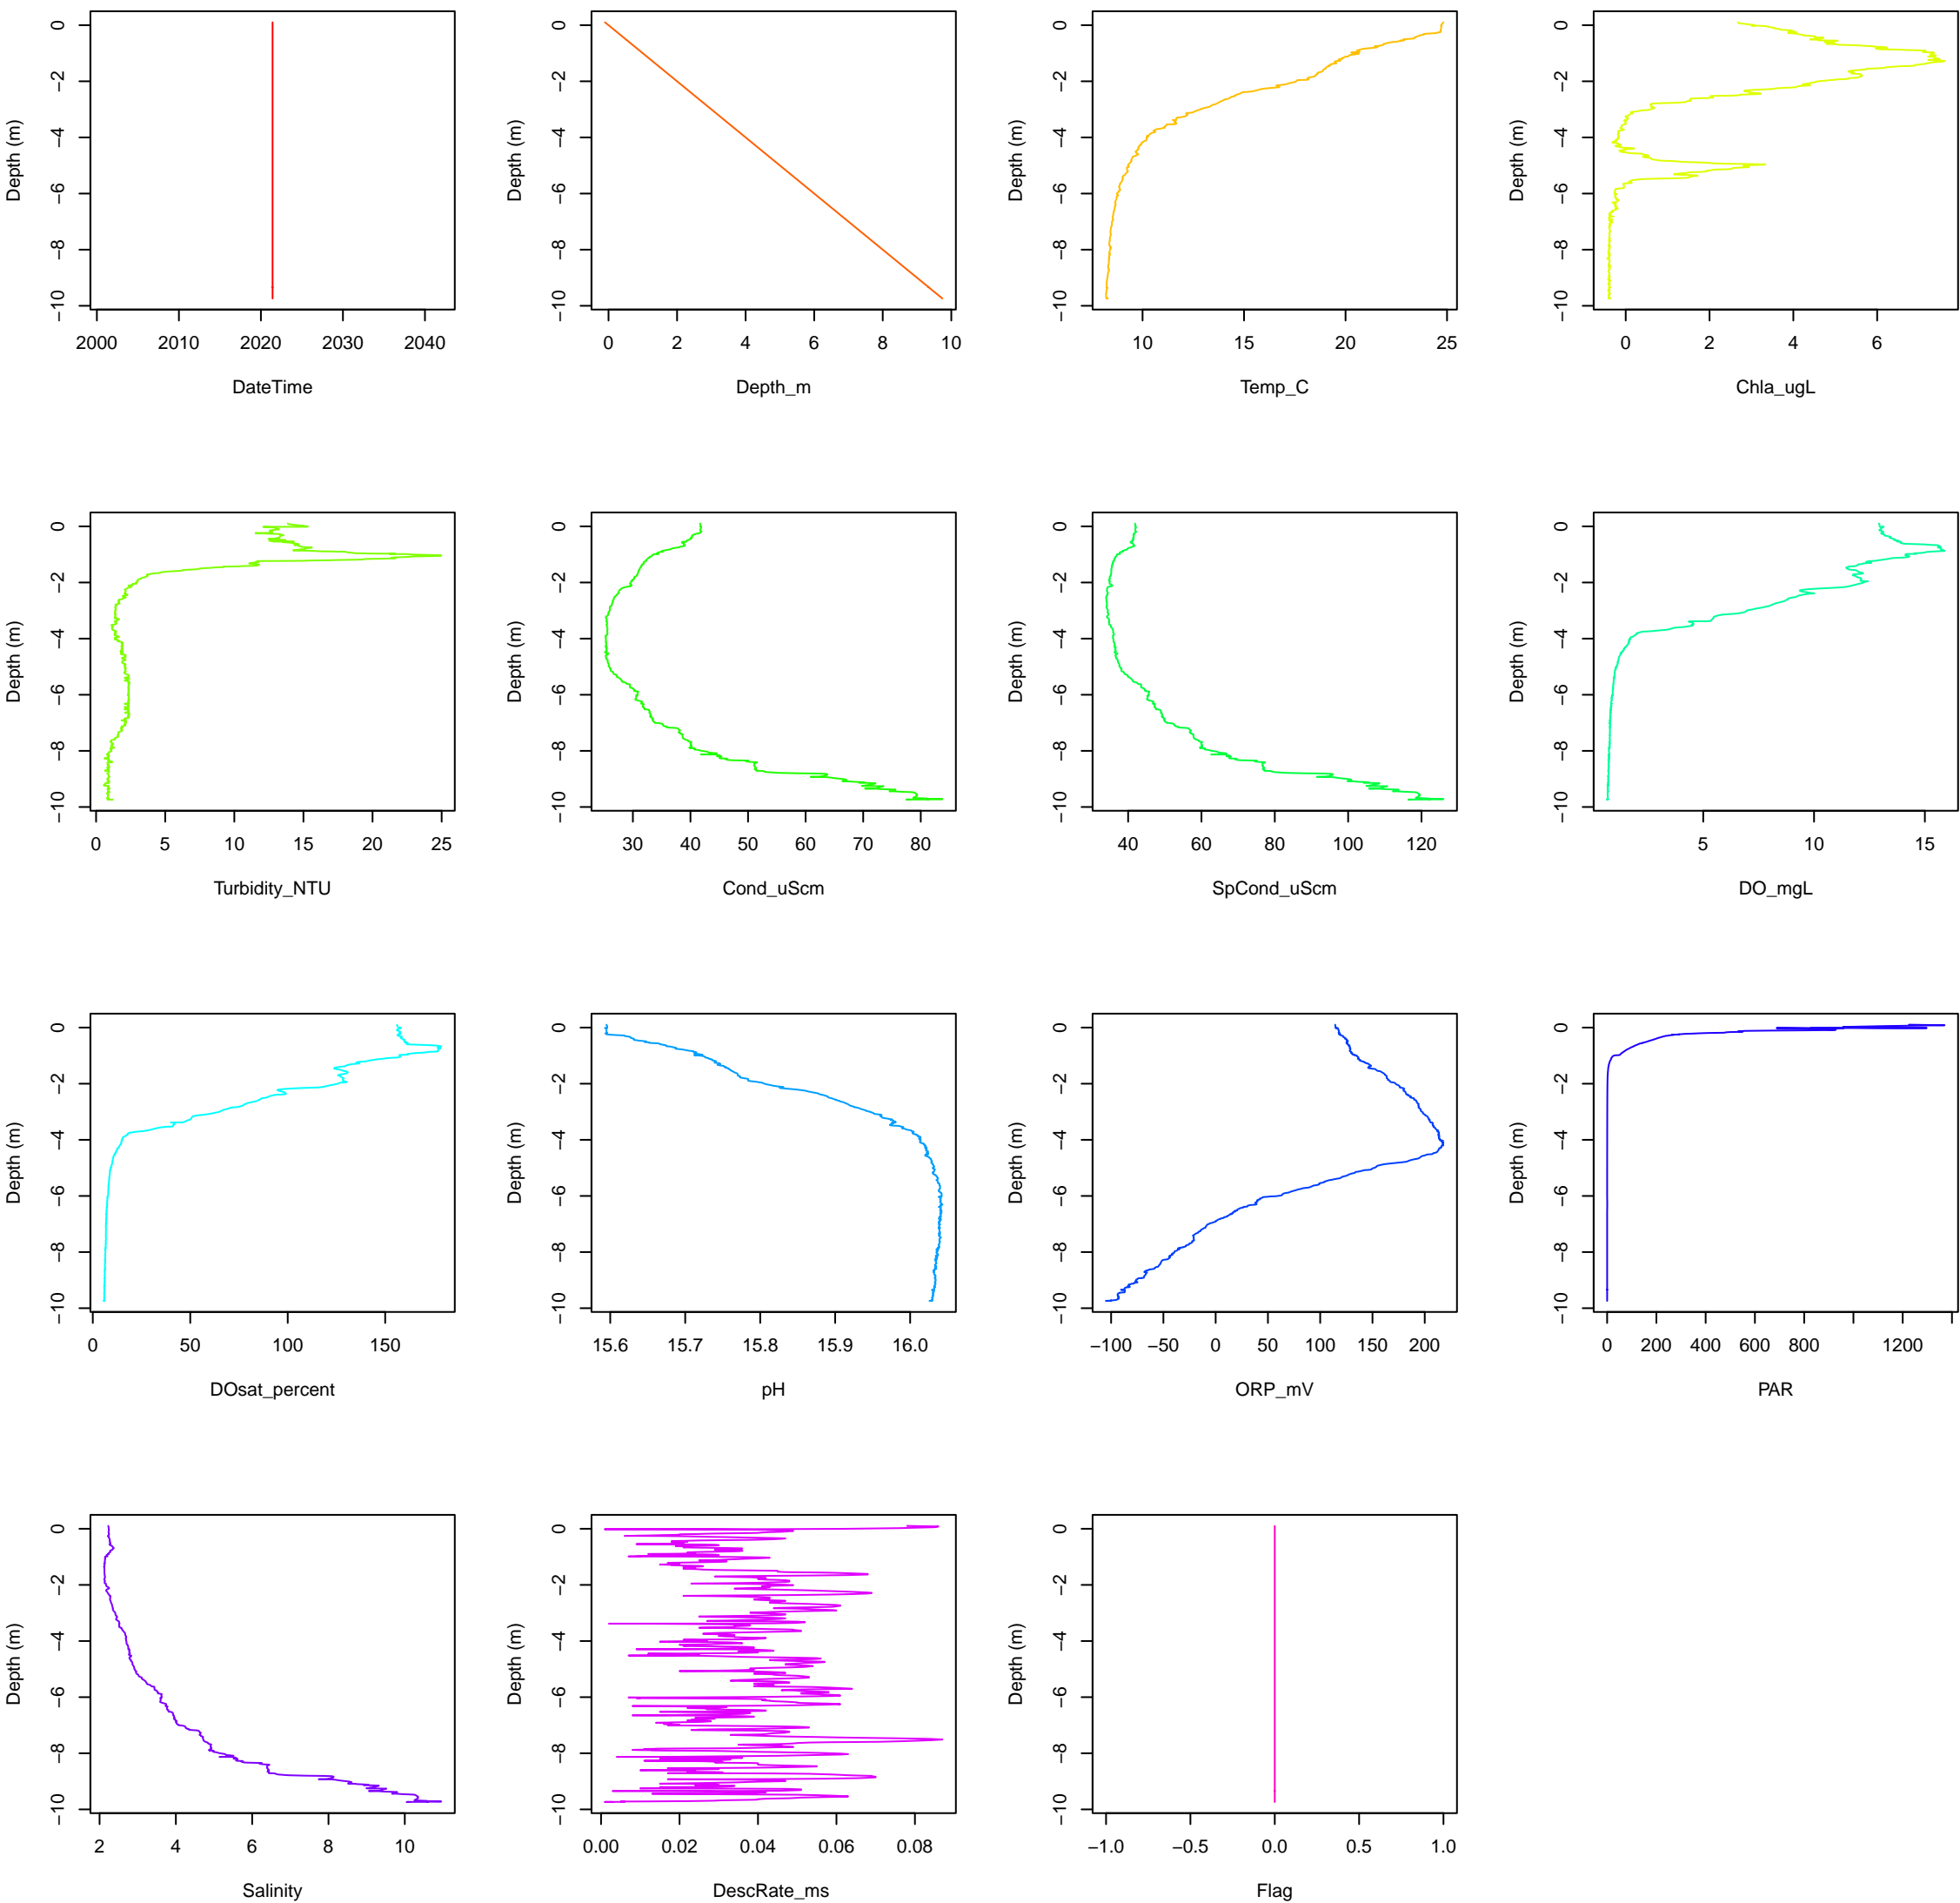 Depth (m)
0
−2
−4
−6
−8
−10
2000 2010 2020 2030 2040
DateTime
Depth (m)
0
−2
−4
−6
−8
−10
0 2 4 6 8 10
Depth_m
Depth (m)
0
−2
−4
−6
−8
−10
10 15 20 25
Temp_C
Depth (m)
0
−2
−4
−6
−8
−10
0 2 4 6
Chla_ugL
Depth (m)
0
−2
−4
−6
−8
−10
0 5 10 15 20 25
Turbidity_NTU
Depth (m)
0
−2
−4
−6
−8
−10
30 40 50 60 70 80
Cond_uScm
Depth (m)
0
−2
−4
−6
−8
−10
40 60 80 100 120
SpCond_uScm
Depth (m)
0
−2
−4
−6
−8
−10
5 10 15
DO_mgL
Depth (m)
0
−2
−4
−6
−8
−10
0 50 100 150
DOsat_percent
Depth (m)
0
−2
−4
−6
−8
−10
15.6 15.7 15.8 15.9 16.0
pH
Depth (m)
0
−2
−4
−6
−8
−10
−100 −50 0 50 100 150 200
ORP_mV
Depth (m)
0
−2
−4
−6
−8
−10
0 200 400 600 800 1200
PAR
Depth (m)
0
−2
−4
−6
−8
−10
2 4 6 8 10
Salinity
Depth (m)
0
−2
−4
−6
−8
−10
0.00 0.02 0.04 0.06 0.08
DescRate_ms
Depth (m)
0
−2
−4
−6
−8
−10
−1.0 −0.5 0.0 0.5 1.0
Flag